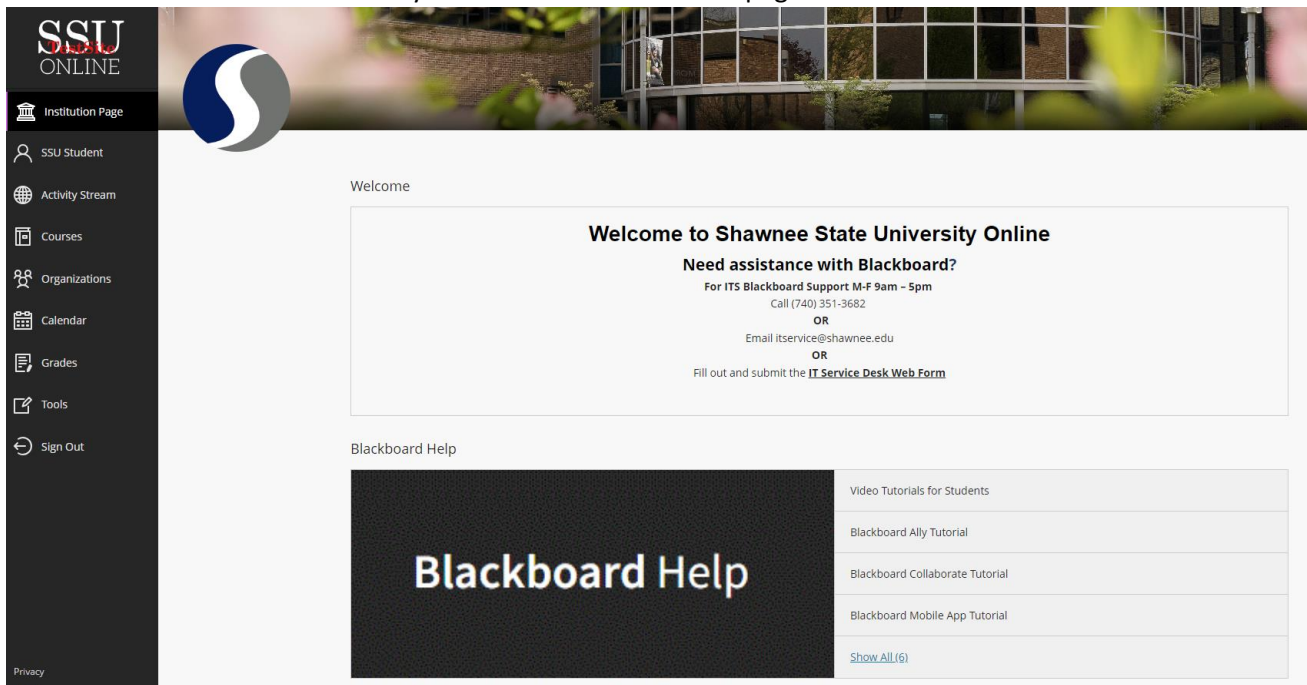 SSU
TestSite
ONLINE
Institution Page
SSU Student
Activity Stream
Courses
Organizations
Calendar
Grades
Tools
Sign Out
Privacy
Welcome
Welcome to Shawnee State University Online
Need assistance with Blackboard?
For ITS Blackboard Support M-F 9am – 5pm
Call (740) 351-3682
OR
Email itservice@shawnee.edu
OR
Fill out and submit the IT Service Desk Web Form
Blackboard Help
Blackboard Help
Video Tutorials for Students
Blackboard Ally Tutorial
Blackboard Collaborate Tutorial
Blackboard Mobile App Tutorial
Show All (6)